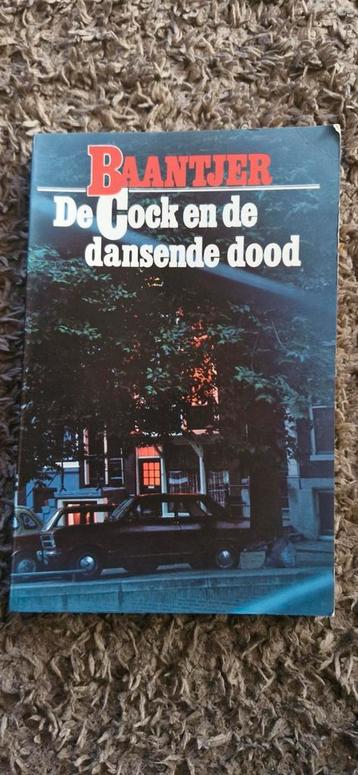 BAANTJER
De Cock en de
dansende dood